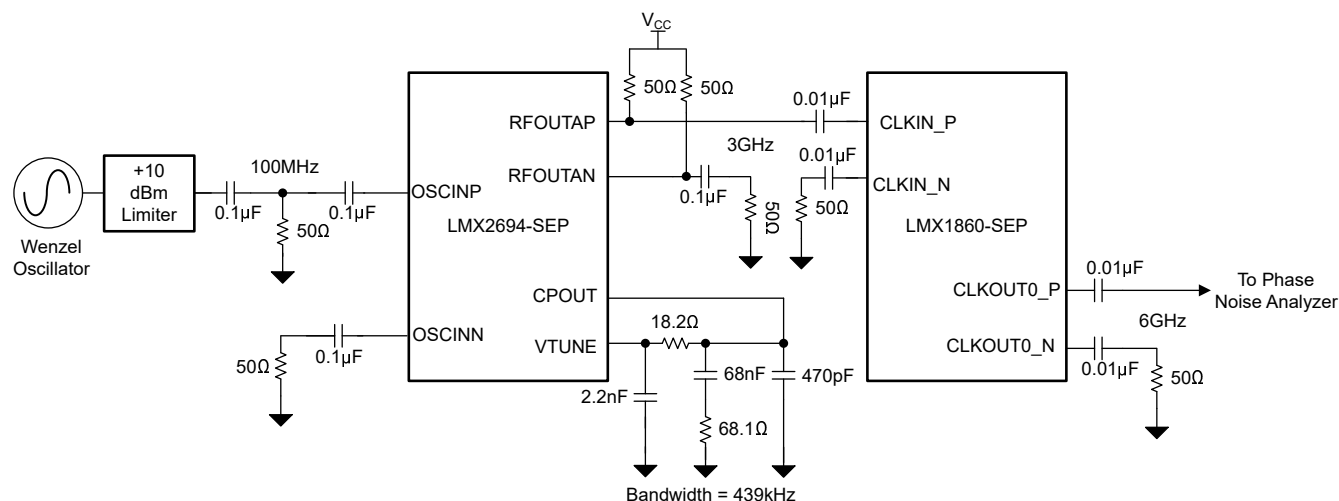 V_CC
50Ω
50Ω
0.01µF
RFOUTAP
CLKIN_P
3GHz
0.01µF
+10
dBm
Limiter
100MHz
RFOUTAN
CLKIN_N
0.1µF
0.1µF
OSCINP
0.1µF
50Ω
50Ω
50Ω
LMX2694-SEP
LMX1860-SEP
Wenzel
Oscillator
0.01µF
CPOUT
CLKOUT0_P
To Phase
Noise Analyzer
18.2Ω
6GHz
OSCINN
VTUNE
CLKOUT0_N
0.1µF
50Ω
68nF
470pF
0.01µF
50Ω
2.2nF
68.1Ω
Bandwidth = 439kHz